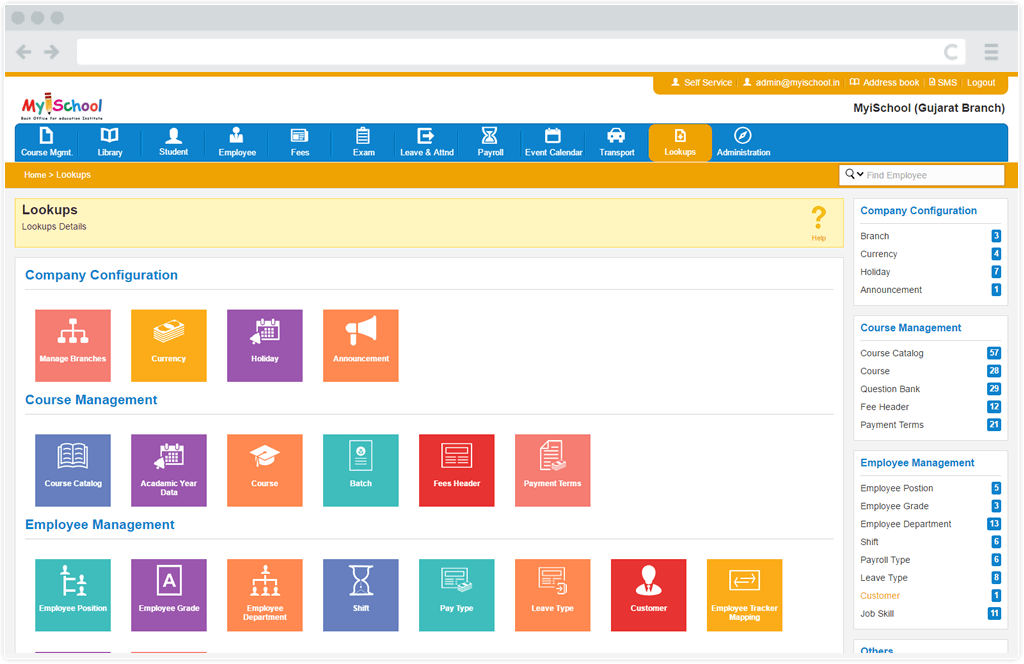 Self Service
admin@myischool.in
Address book
SMS
Logout
MyiSchool
Back Office for education Institute
MyiSchool (Gujarat Branch)
Course Mgmt.
Library
Student
Employee
Fees
Exam
Leave & Attnd
Payroll
Event Calendar
Transport
Lookups
Administration
Home > Lookups
Find Employee
Lookups
Lookups Details
?
Help
Company Configuration
Manage Branches
Currency
Holiday
Announcement
Course Management
Course Catalog
Acadamic Year
Data
Course
Batch
Fees Header
Payment Terms
Employee Management
Employee Position
A
Employee Grade
Employee
Department
Shift
Pay Type
Leave Type
Customer
Employee Tracker
Mapping
Company Configuration
Branch 3
Currency 4
Holiday 7
Announcement 1
Course Management
Course Catalog 57
Course 28
Question Bank 29
Fee Header 12
Payment Terms 21
Employee Management
Employee Postion 5
Employee Grade 3
Employee Department 13
Shift 6
Payroll Type 6
Leave Type 8
Customer 1
Job Skill 11
Others